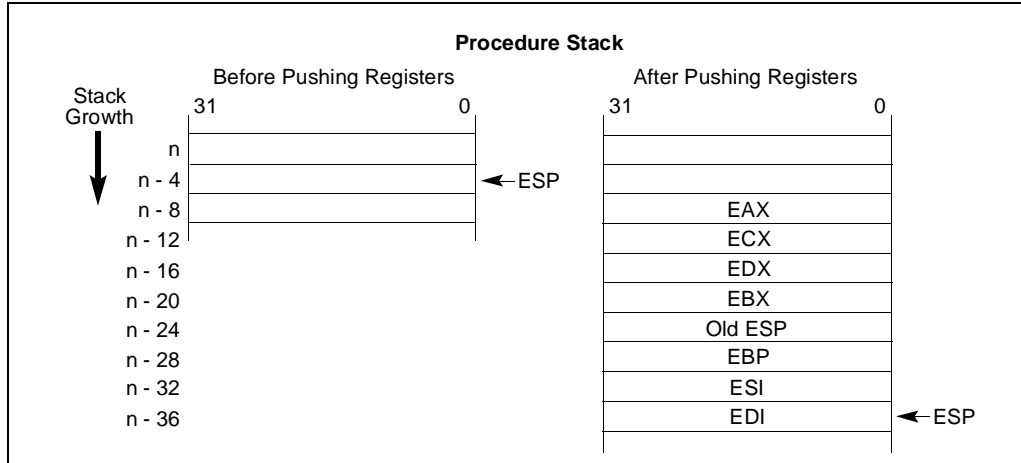 Procedure Stack
Before Pushing Registers
After Pushing Registers
Stack
Growth
31 0
31 0
n
n - 4 ESP
n - 8 EAX
n - 12 ECX
n - 16 EDX
n - 20 EBX
n - 24 Old ESP
n - 28 EBP
n - 32 ESI
n - 36 EDI ESP